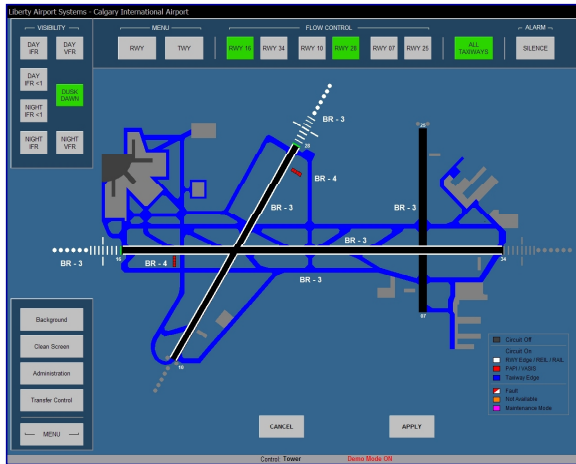 Liberty Airport Systems - Calgary International Airport
VISIBILITY
MENU
FLOW CONTROL
ALARM
DAY IFR
DAY VFR
RWY
TWY
RWY 16
RWY 34
RWY 10
RWY 28
RWY 07
RWY 25
ALL TAXIWAYS
SILENCE
DAY IFR <1
DUSK DAWN
NIGHT IFR <1
NIGHT IFR
NIGHT VFR
BR - 3
25
28
BR - 4
BR - 3
BR - 3
BR - 3
BR - 3
16
BR - 4
BR - 3
34
07
10
Background
Clean Screen
Administration
Transfer Control
MENU
Circuit Off
Circuit On
RWY Edge / REIL / RAIL
PAPI / VASIS
Taxiway Edge
Fault
Not Available
Maintenance Mode
CANCEL
APPLY
Control: Tower
Demo Mode ON